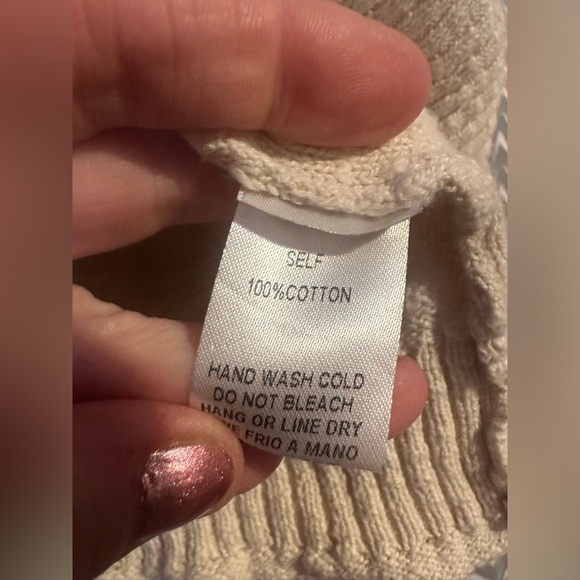 SELF
100%COTTON
HAND WASH COLD
DO NOT BLEACH
HANG OR LINE DRY
FRIO A MANO